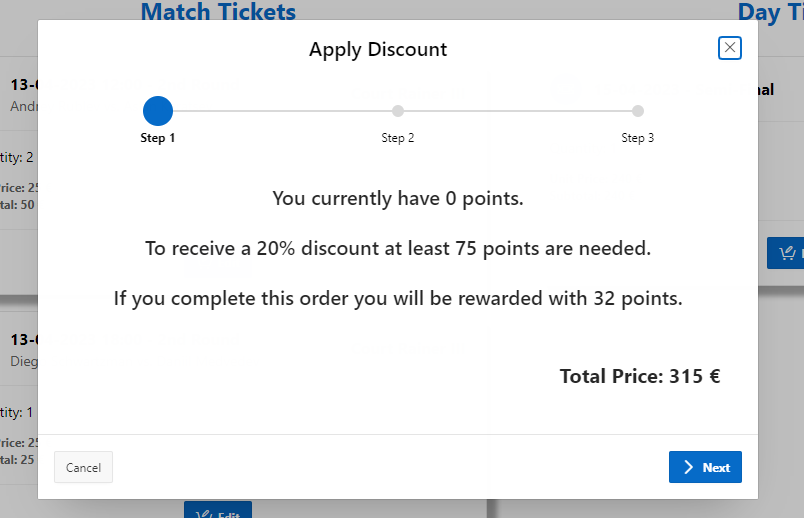 Match Tickets
Day Ti
Apply Discount
13-0
Andr
nal
Step 1
Step 2
Step 3
tity: 2
rice: 25
tal: 50
You currently have 0 points.
To receive a 20% discount at least 75 points are needed.
If you complete this order you will be rewarded with 32 points.
13-0
Dieg
Total Price: 315 €
tity: 1
rice: 25
tal: 25
Cancel
Next
Edit